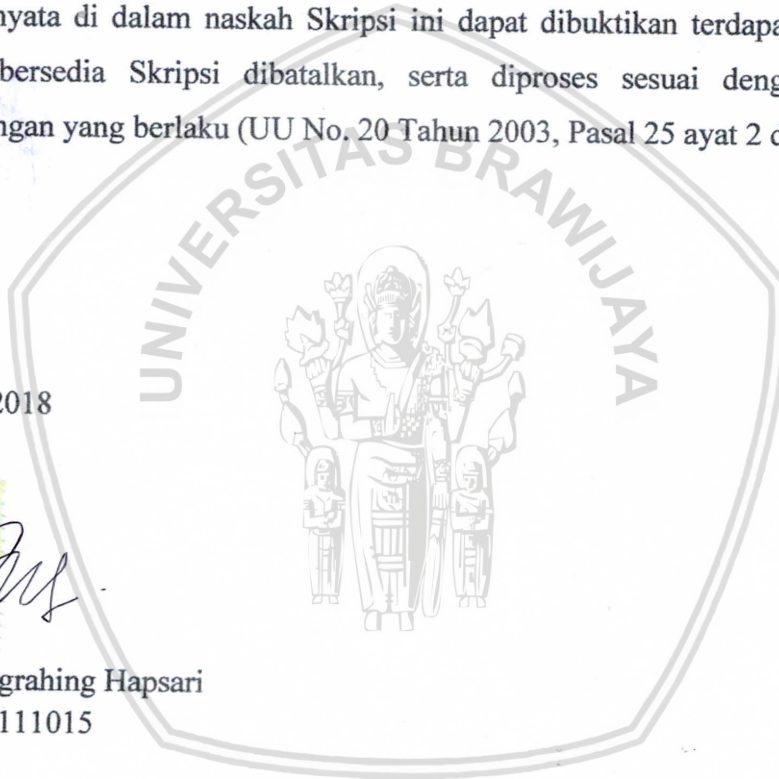 nyata di dalam naskah Skripsi ini dapat dibuktikan terdapa
bersedia Skripsi dibatalkan, serta diproses sesuai deng
ngan yang berlaku (UU No. 20 Tahun 2003, Pasal 25 ayat 2 d
UNIVERSITAS BRAWIJAYA
2018
grahing Hapsari
111015